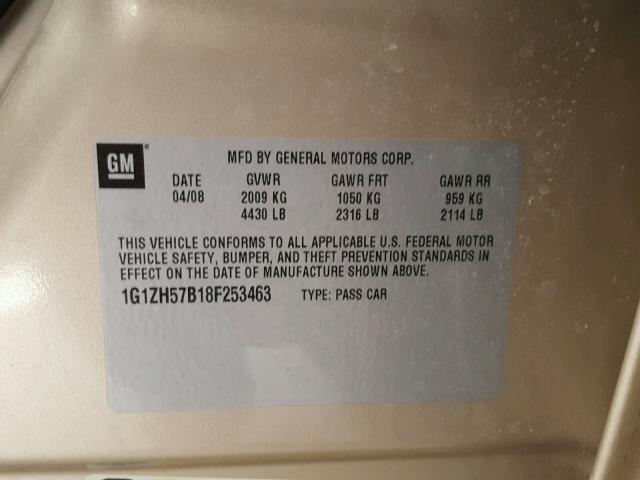 GM
MFD BY GENERAL MOTORS CORP.
DATE GVWR GAWR FRT GAWR RR
04/08 2009 KG 1050 KG 959 KG
4430 LB 2316 LB 2114 LB
THIS VEHICLE CONFORMS TO ALL APPLICABLE U.S. FEDERAL MOTOR
VEHICLE SAFETY, BUMPER, AND THEFT PREVENTION STANDARDS IN
EFFECT ON THE DATE OF MANUFACTURE SHOWN ABOVE.
1G1ZH57B18F253463 TYPE: PASS CAR